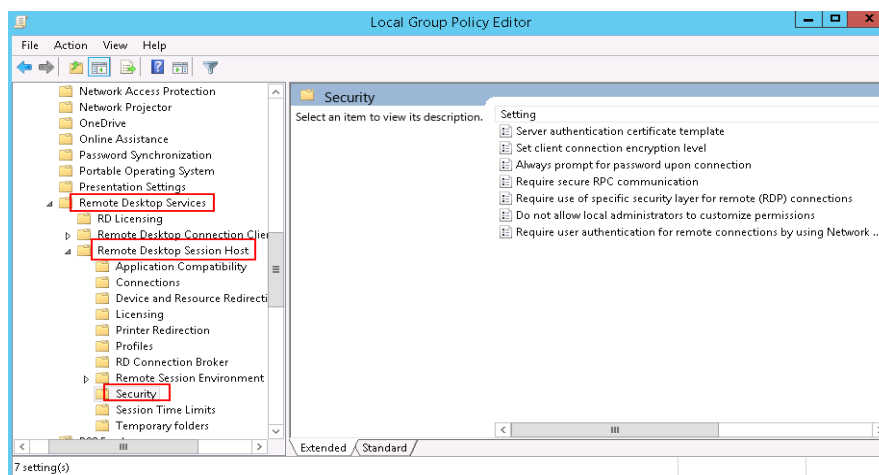 Local Group Policy Editor
File Action View Help
Network Access Protection
Network Projector
OneDrive
Online Assistance
Password Synchronization
Portable Operating System
Presentation Settings
Remote Desktop Services
RD Licensing
Remote Desktop Connection Clie
Remote Desktop Session Host
Application Compatibility
Connections
Device and Resource Redirecti
Licensing
Printer Redirection
Profiles
RD Connection Broker
Remote Session Environment
Security
Session Time Limits
Temporary folders
Security
Select an item to view its description.
Setting
Server authentication certificate template
Set client connection encryption level
Always prompt for password upon connection
Require secure RPC communication
Require use of specific security layer for remote (RDP) connections
Do not allow local administrators to customize permissions
Require user authentication for remote connections by using Network ...
Extended Standard
7 setting(s)